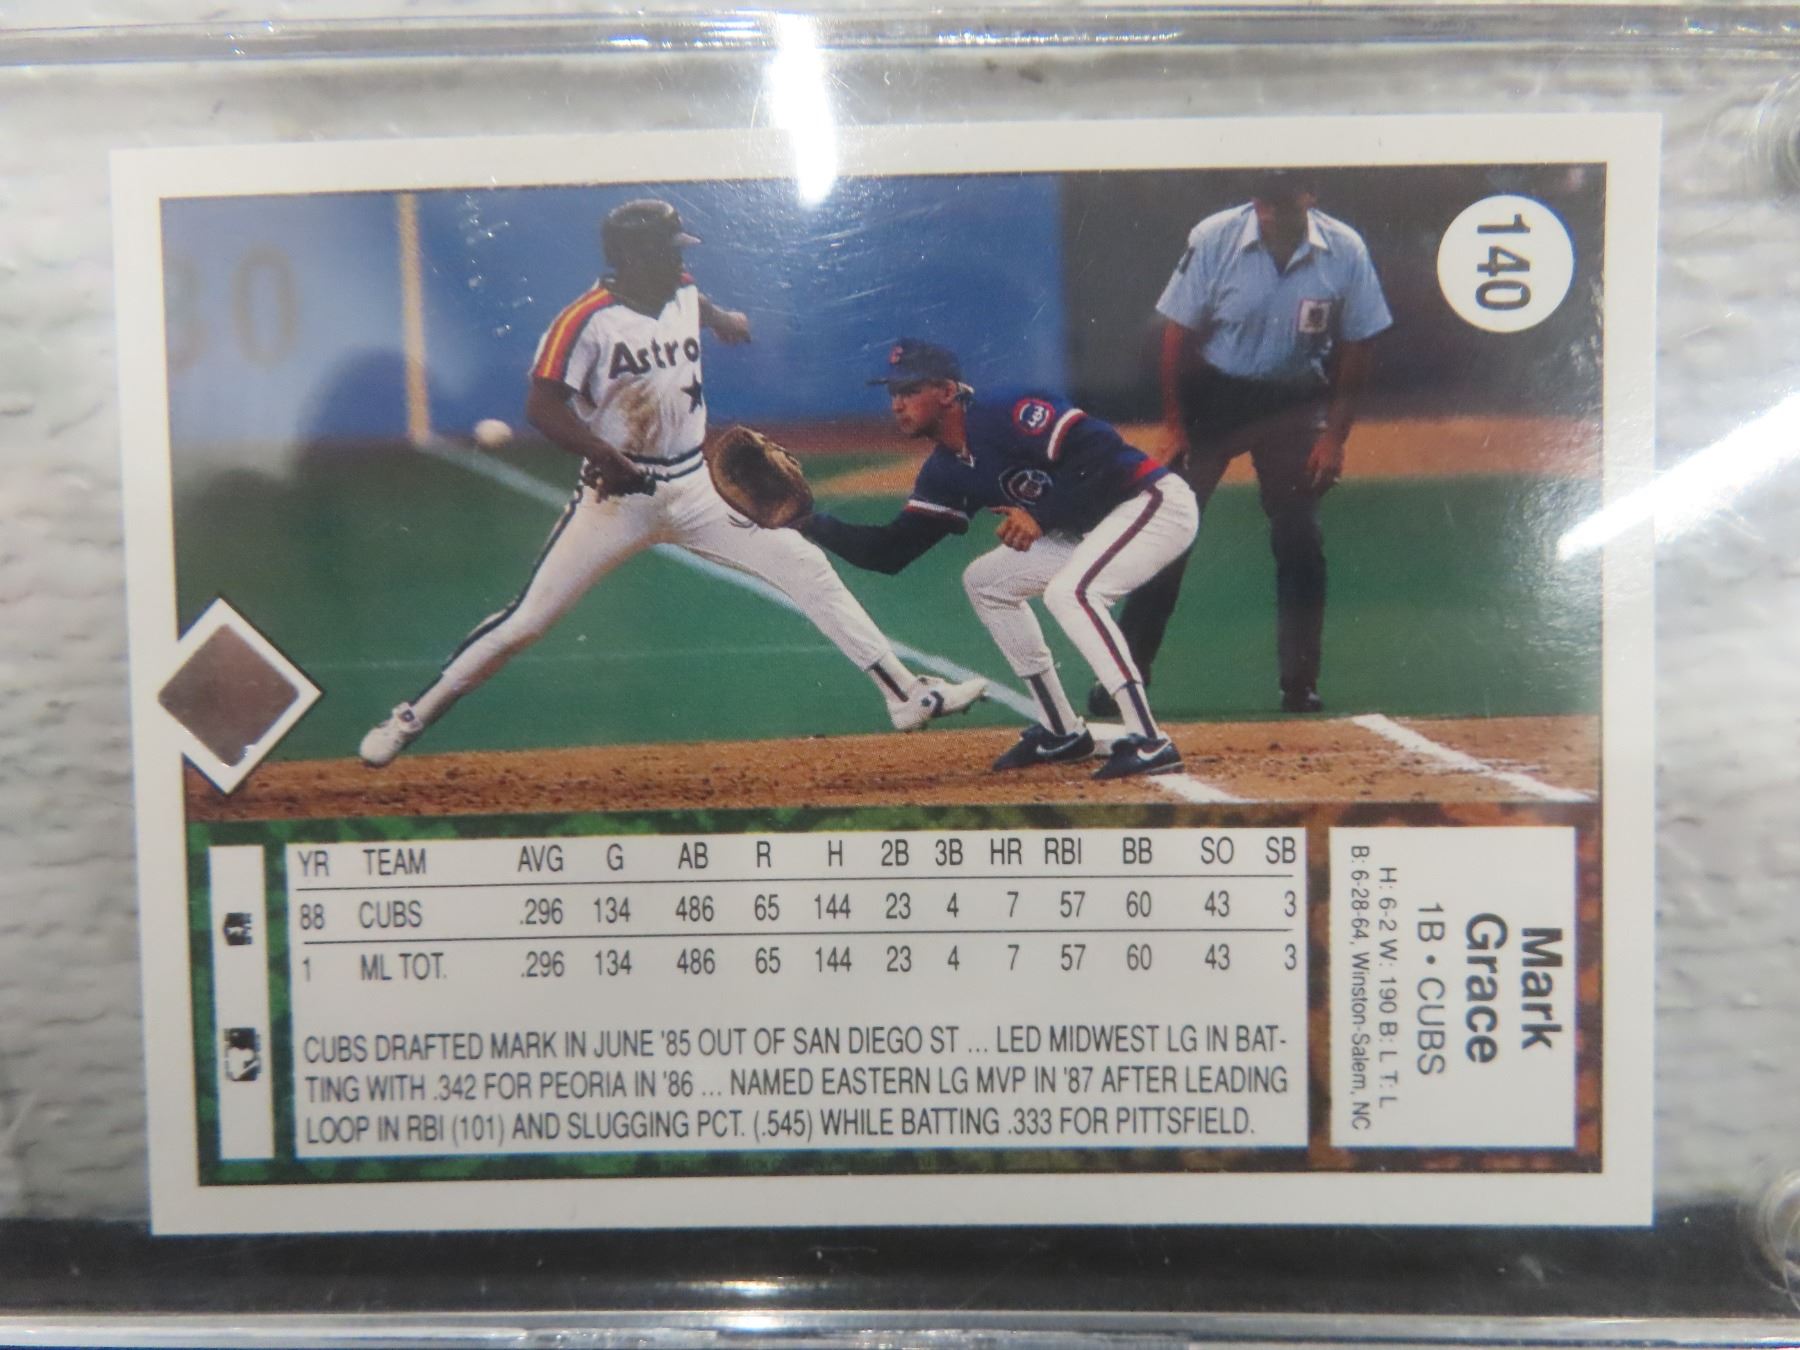 140
30
Astro
YR TEAM AVG G AB R H 2B 3B HR RBI BB SO SB
88 CUBS .296 134 486 65 144 23 4 7 57 60 43 3
1 ML TOT. .296 134 486 65 144 23 4 7 57 60 43 3
CUBS DRAFTED MARK IN JUNE '85 OUT OF SAN DIEGO ST ... LED MIDWEST LG IN BAT-
TING WITH .342 FOR PEORIA IN '86 ... NAMED EASTERN LG MVP IN '87 AFTER LEADING
LOOP IN RBI (101) AND SLUGGING PCT. (.545) WHILE BATTING .333 FOR PITTSFIELD.
Mark
Grace
1B • CUBS
H: 6-2 W: 190 B: L T: L
B: 6-28-64, Winston-Salem, NC